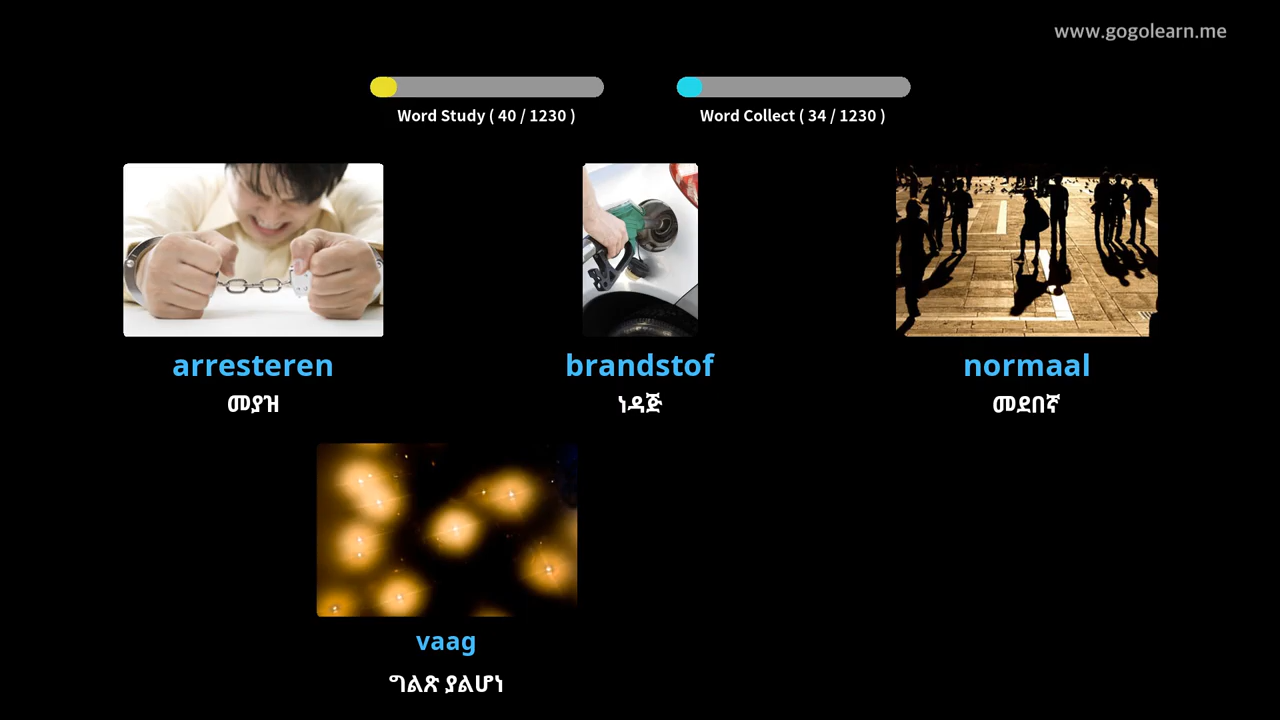 www.gogolearn.me
Word Study ( 40 / 1230 )
Word Collect ( 34 / 1230 )
arresteren
brandstof
normaal
መያዝ
ነዳጅ
መደበኛ
vaag
ግልጽ ያልሆነ